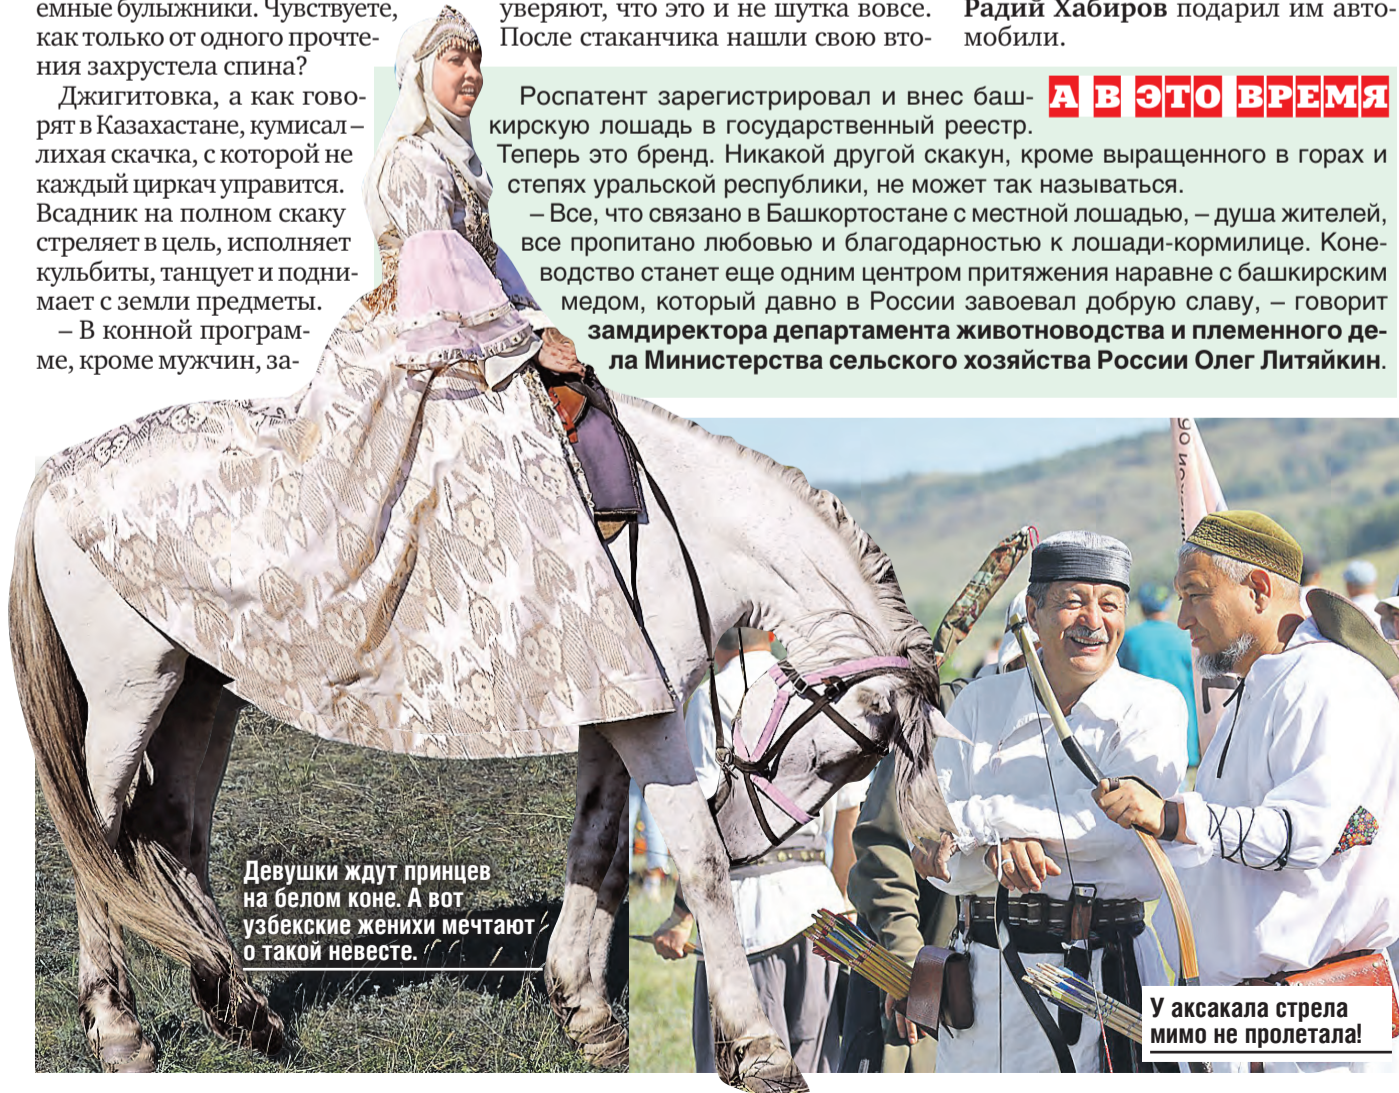 емные булыжники. Чувствуете,
как только от одного прочте-
ния захрустела спина?
Джигитовка, а как гово-
рят в Казахастане, кумисал –
лихая скачка, с которой не
каждый циркач управится.
Всадник на полном скаку
стреляет в цель, исполняет
кульбиты, танцует и подни-
мает с земли предметы.
– В конной програм-
ме, кроме мужчин, за-
уверяют, что это и не шутка вовсе.
После стаканчика нашли свою вто-
Радий Хабиров подарил им авто-
мобили.
А В ЭТО ВРЕМЯ
Роспатент зарегистрировал и внес баш-
кирскую лошадь в государственный реестр.
Теперь это бренд. Никакой другой скакун, кроме выращенного в горах и
степях уральской республики, не может так называться.
– Все, что связано в Башкортостане с местной лошадью, – душа жителей,
все пропитано любовью и благодарностью к лошади-кормилице. Коне-
водство станет еще одним центром притяжения наравне с башкирским
медом, который давно в России завоевал добрую славу, – говорит
замдиректора департамента животноводства и племенного де-
ла Министерства сельского хозяйства России Олег Литяйкин.
Девушки ждут принцев
на белом коне. А вот
узбекские женихи мечтают
о такой невесте.
У аксакала стрела
мимо не пролетала!